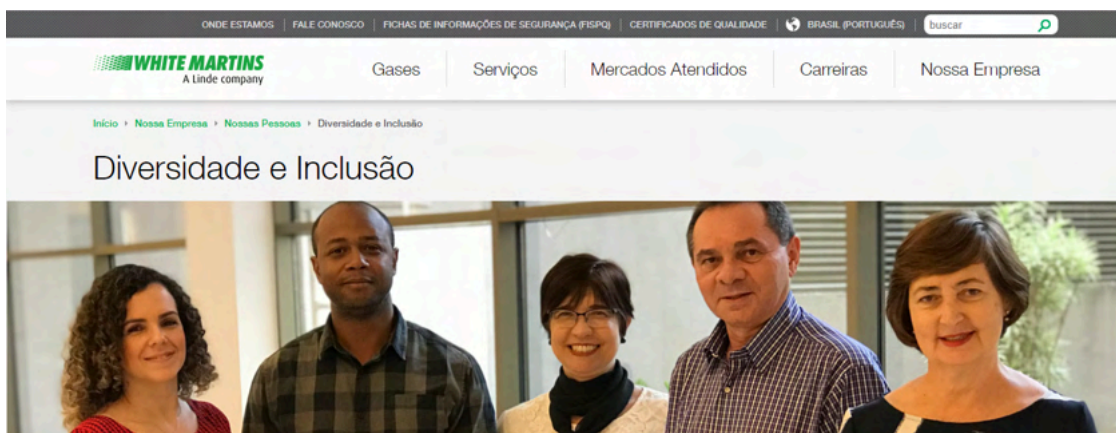 ONDE ESTAMOS | FALE CONOSCO | FICHAS DE INFORMAÇÕES DE SEGURANÇA (FISPQ) | CERTIFICADOS DE QUALIDADE | BRASIL (PORTUGUÊS) | buscar
WHITE MARTINS
A Linde company
Gases Serviços Mercados Atendidos Carreiras Nossa Empresa
Início › Nossa Empresa › Nossas Pessoas › Diversidade e Inclusão
Diversidade e Inclusão